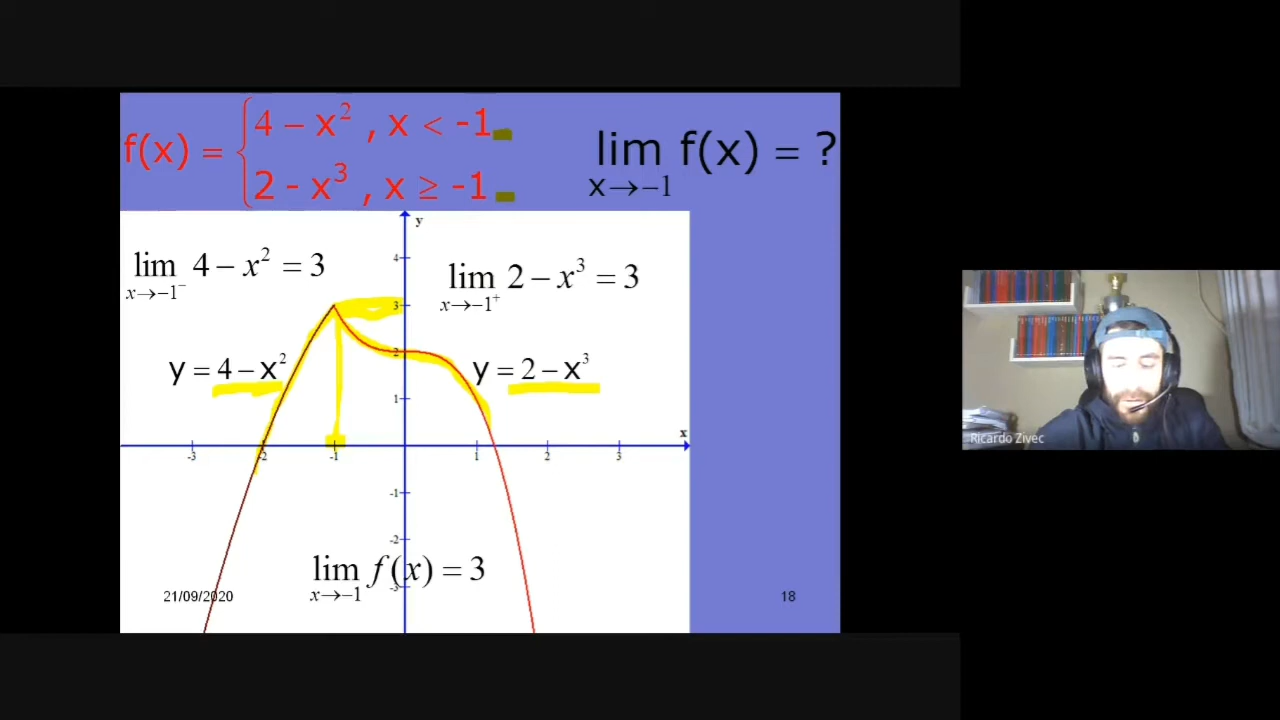 f(x) = { 4 – x² , x < -1
2 - x³ , x ≥ -1
lim f(x) = ?
x→−1
lim 4 – x² = 3
x→−1⁻
lim 2 – x³ = 3
x→−1⁺
y = 4 – x²
y = 2 – x³
y
x
4
3
2
1
-1
-2
-3
-3
-2
-1
1
2
3
lim f(x) = 3
x→−1
21/09/2020
18
Ricardo Zivec